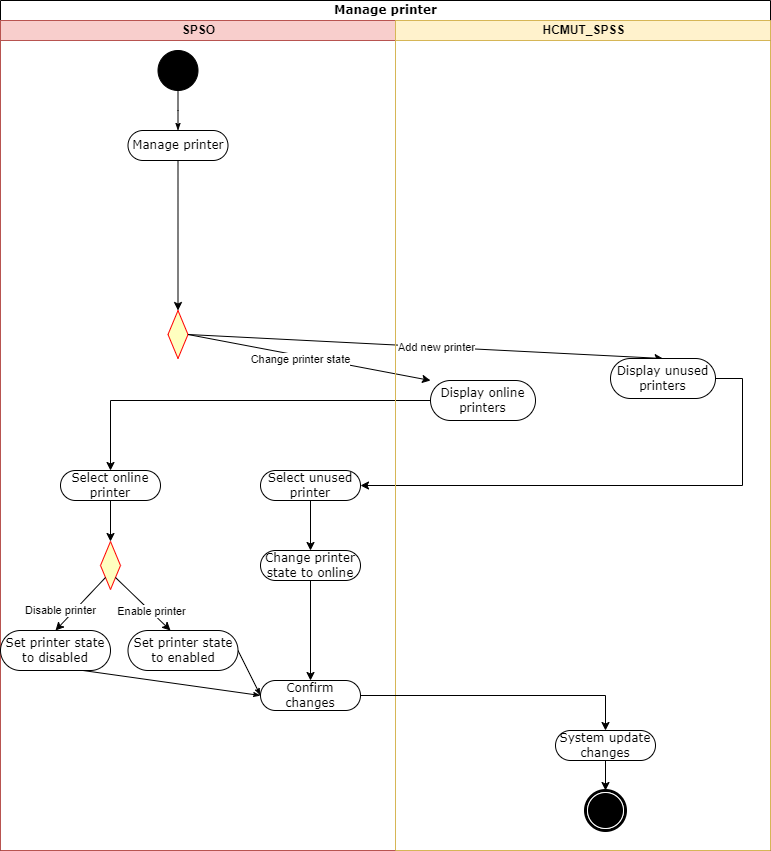 Manage printer
SPSO
HCMUT_SPSS
Manage printer
Add new printer
Change printer state
Display unused
printers
Display online
printers
Select online
printer
Select unused
printer
Change printer
state to online
Disable printer
Enable printer
Set printer state
to disabled
Set printer state
to enabled
Confirm
changes
System update
changes